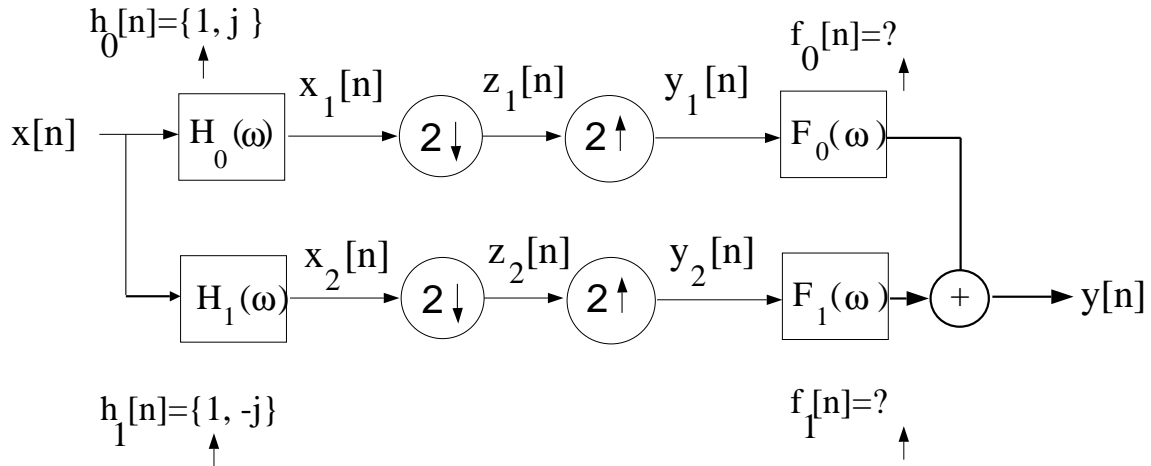 h0[n]={1, j }
f0[n]=?
x1[n]
z1[n]
y1[n]
x[n]
H0(ω)
2↓
2↑
F0(ω)
x2[n]
z2[n]
y2[n]
H1(ω)
2↓
2↑
F1(ω)
+
y[n]
h1[n]={1, -j}
f1[n]=?